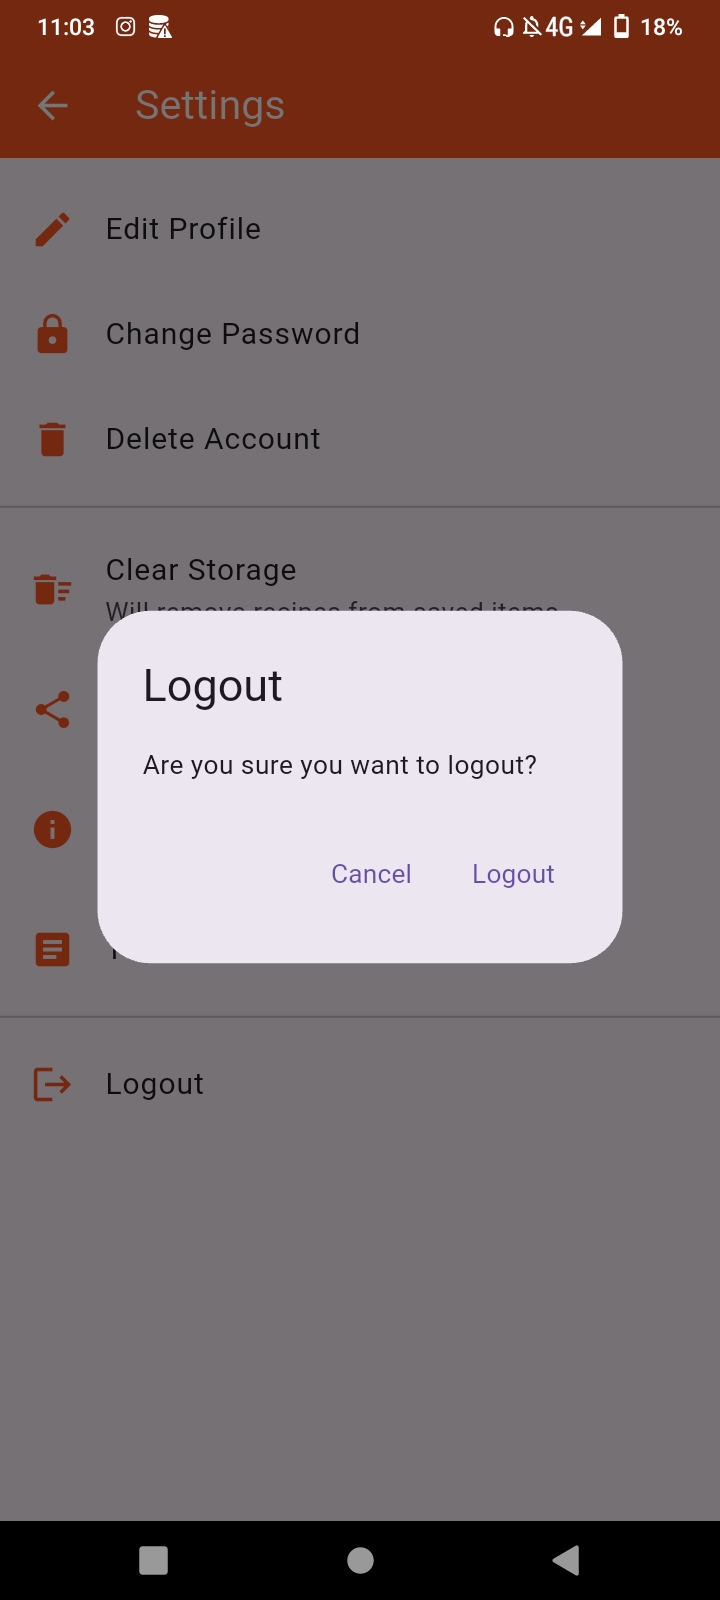 11:03 4G 18%
Settings
Edit Profile
Change Password
Delete Account
Clear Storage
Will remove recipes from saved items
Logout
Are you sure you want to logout?
Cancel Logout
Logout